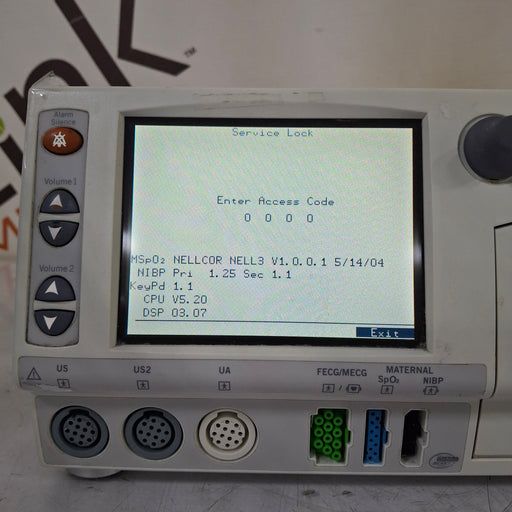 ink
™
Alarm
Silence
Volume 1
Volume 2
Service Lock
Enter Access Code
0 0 0 0
MSpO₂ NELLCOR NELL3 V1.0.0.1 5/14/04
NIBP Pri 1.25 Sec 1.1
KeyPd 1.1
CPU V5.20
DSP 03.07
Exit
US
US2
UA
FECG/MECG
MATERNAL
SpO₂
NIBP